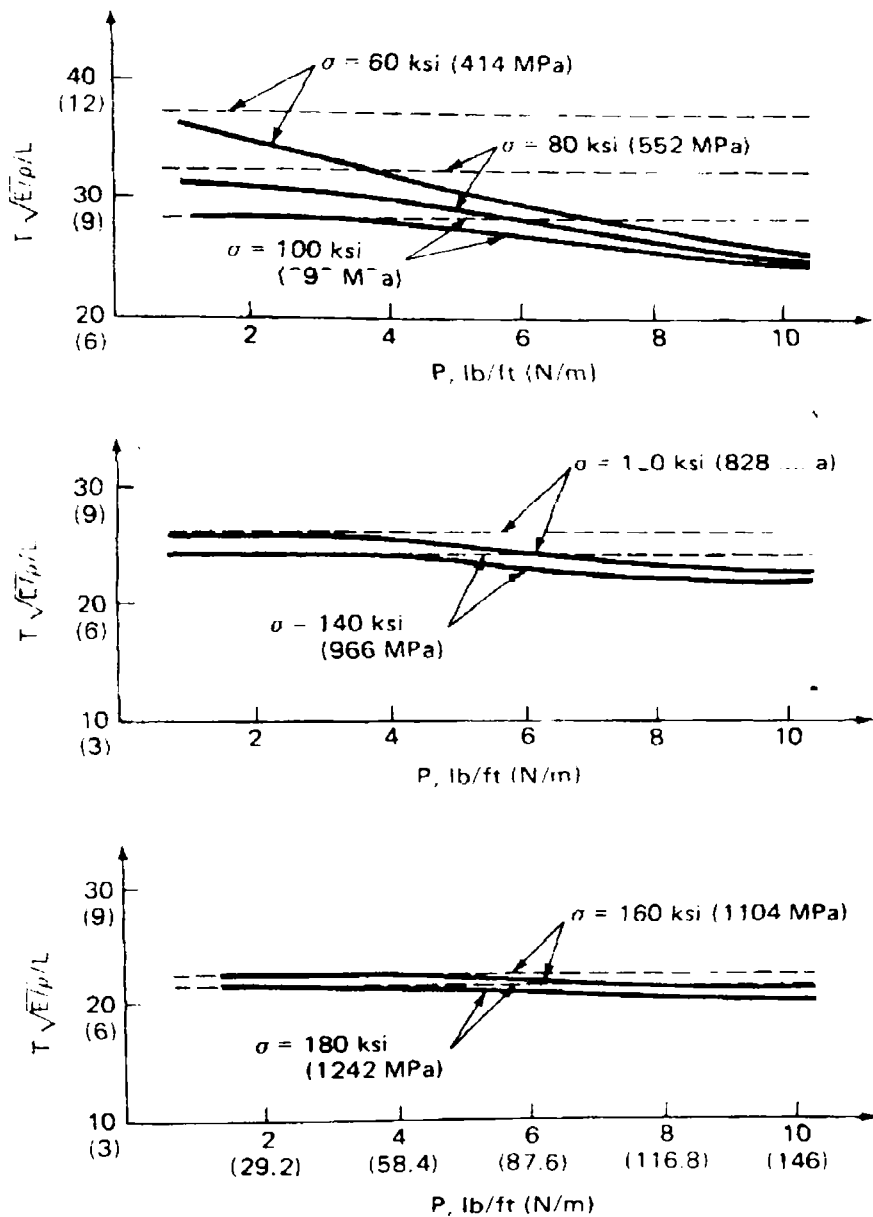 σ = 60 ksi (414 MPa)
40
(12)
σ = 80 ksi (552 MPa)
30
(9)
T √E/ρ/L
σ = 100 ksi
20
(6)
2 4 6 8 10
P, lb/ft (N/m)
30
(9)
σ = (828
T √E/ρ/L
20
(6)
σ – 140 ksi
(966 MPa)
10
(3)
2 4 6 8 10
P, lb/ft (N/m)
30
(9)
σ = 160 ksi (1104 MPa)
T √E/ρ/L
20
(6)
σ = 180 ksi
(1242 MPa)
10
(3)
2 4 6 8 10
(29.2) (58.4) (87.6) (116.8) (146)
P, lb/ft (N/m)